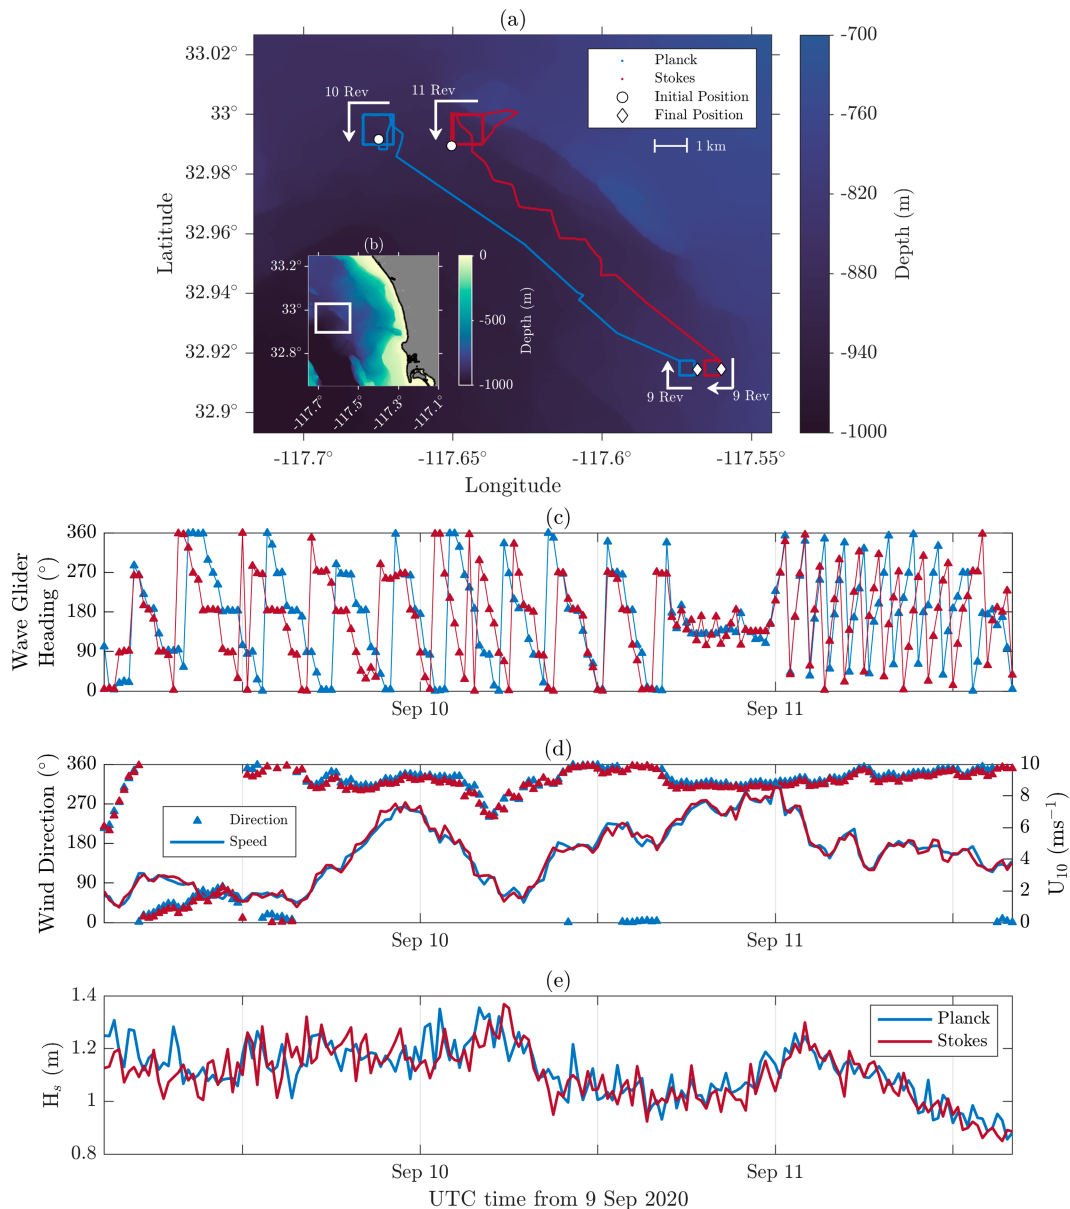 (a)
33.02°
33°
32.98°
32.96°
32.94°
32.92°
32.9°
Latitude
10 Rev
11 Rev
Planck
Stokes
Initial Position
Final Position
1 km
9 Rev
9 Rev
-117.7°
-117.65°
-117.6°
-117.55°
Longitude
-700
-760
-820
-880
-940
-1000
Depth (m)
(b)
33.2°
33°
32.8°
-117.7°
-117.5°
-117.3°
-117.1°
0
-500
-1000
Depth (m)
(c)
360
270
180
90
0
Wave Glider
Heading (°)
Sep 10
Sep 11
(d)
360
270
180
90
0
Wind Direction (°)
Direction
Speed
10
8
6
4
2
0
U10 (ms−1)
Sep 10
Sep 11
(e)
1.4
1.2
1
0.8
Hs (m)
Planck
Stokes
Sep 10
Sep 11
UTC time from 9 Sep 2020